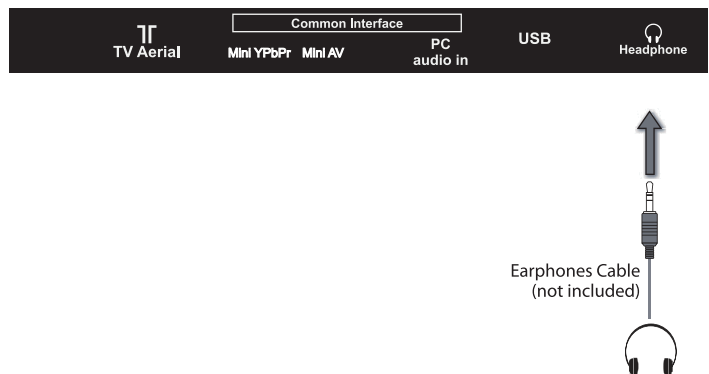 Common Interface
TV Aerial
Mini YPbPr
Mini AV
PC
audio in
USB
Headphone
Earphones Cable
(not included)